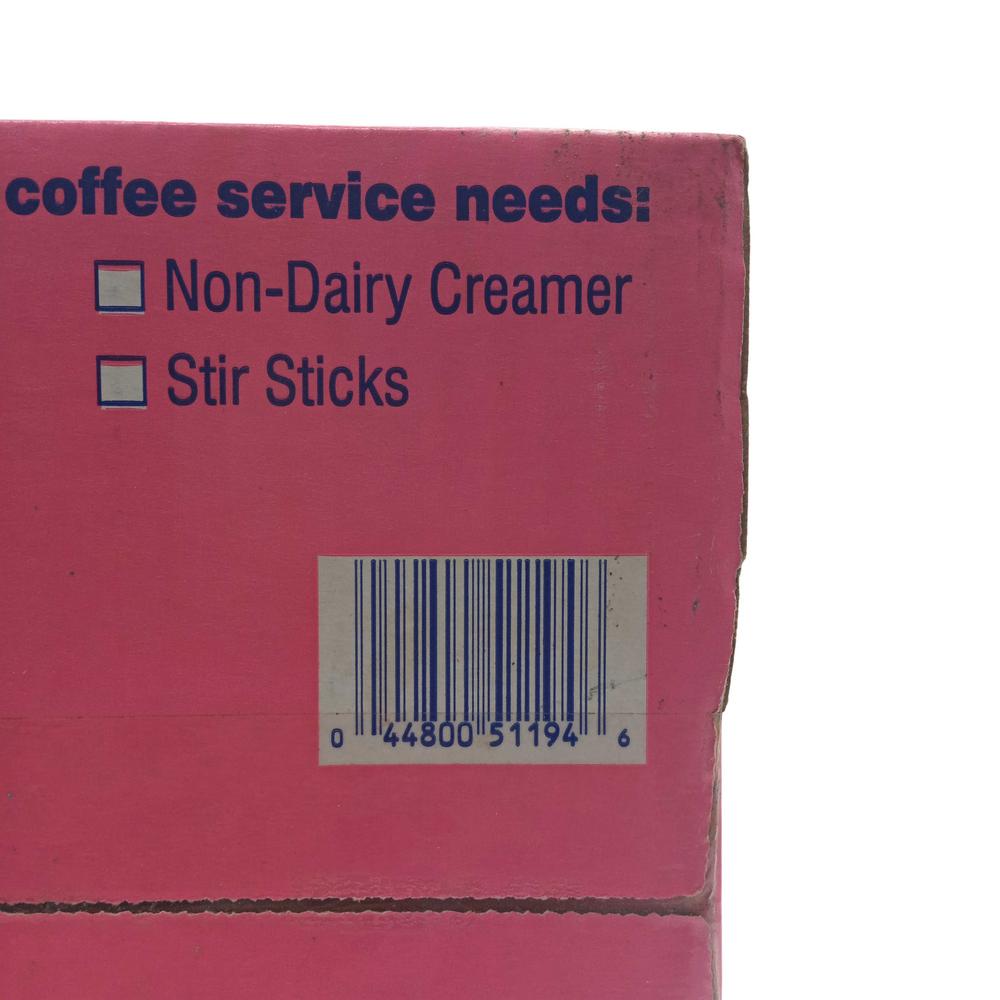 coffee service needs:
Non-Dairy Creamer
Stir Sticks
0 44800 51194 6